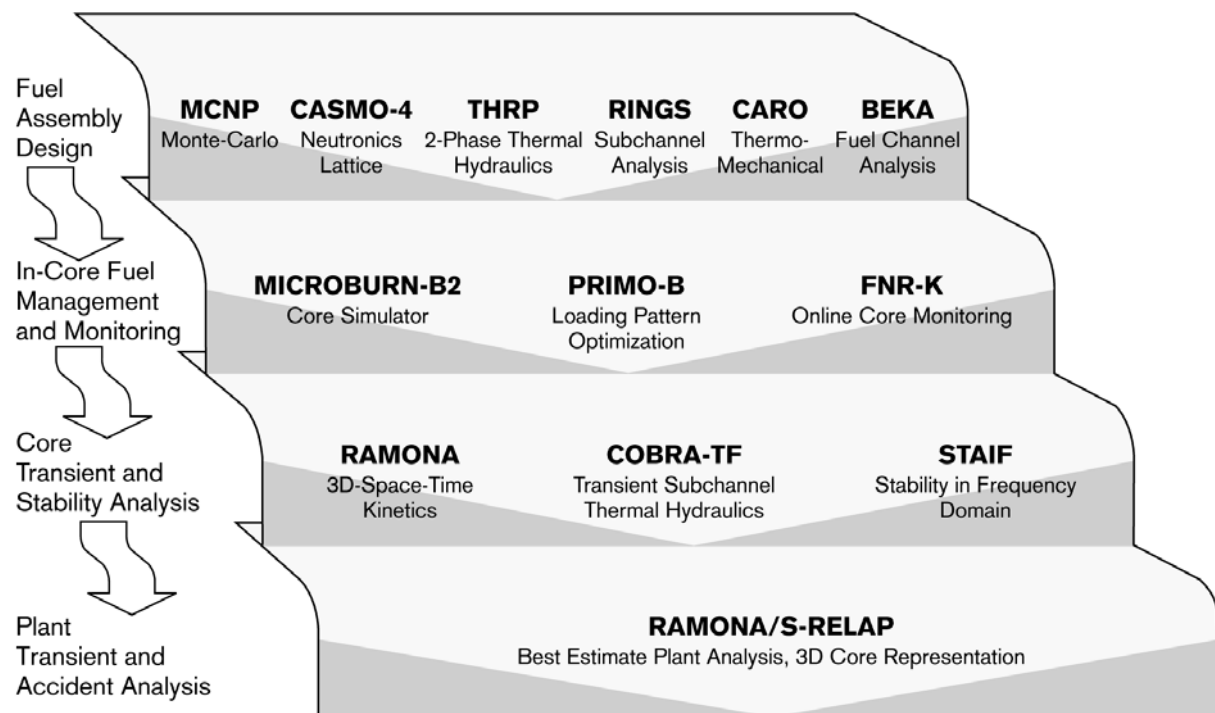 Fuel
Assembly
Design
MCNP
Monte-Carlo
CASMO-4
Neutronics
Lattice
THRP
2-Phase Thermal
Hydraulics
RINGS
Subchannel
Analysis
CARO
Thermo-
Mechanical
BEKA
Fuel Channel
Analysis
In-Core Fuel
Management
and Monitoring
MICROBURN-B2
Core Simulator
PRIMO-B
Loading Pattern
Optimization
FNR-K
Online Core Monitoring
Core
Transient and
Stability Analysis
RAMONA
3D-Space-Time
Kinetics
COBRA-TF
Transient Subchannel
Thermal Hydraulics
STAIF
Stability in Frequency
Domain
Plant
Transient and
Accident Analysis
RAMONA/S-RELAP
Best Estimate Plant Analysis, 3D Core Representation